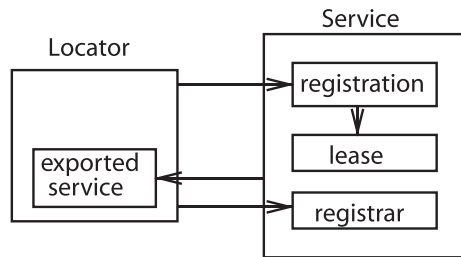 Service
Locator
registration
exported
service
lease
registrar